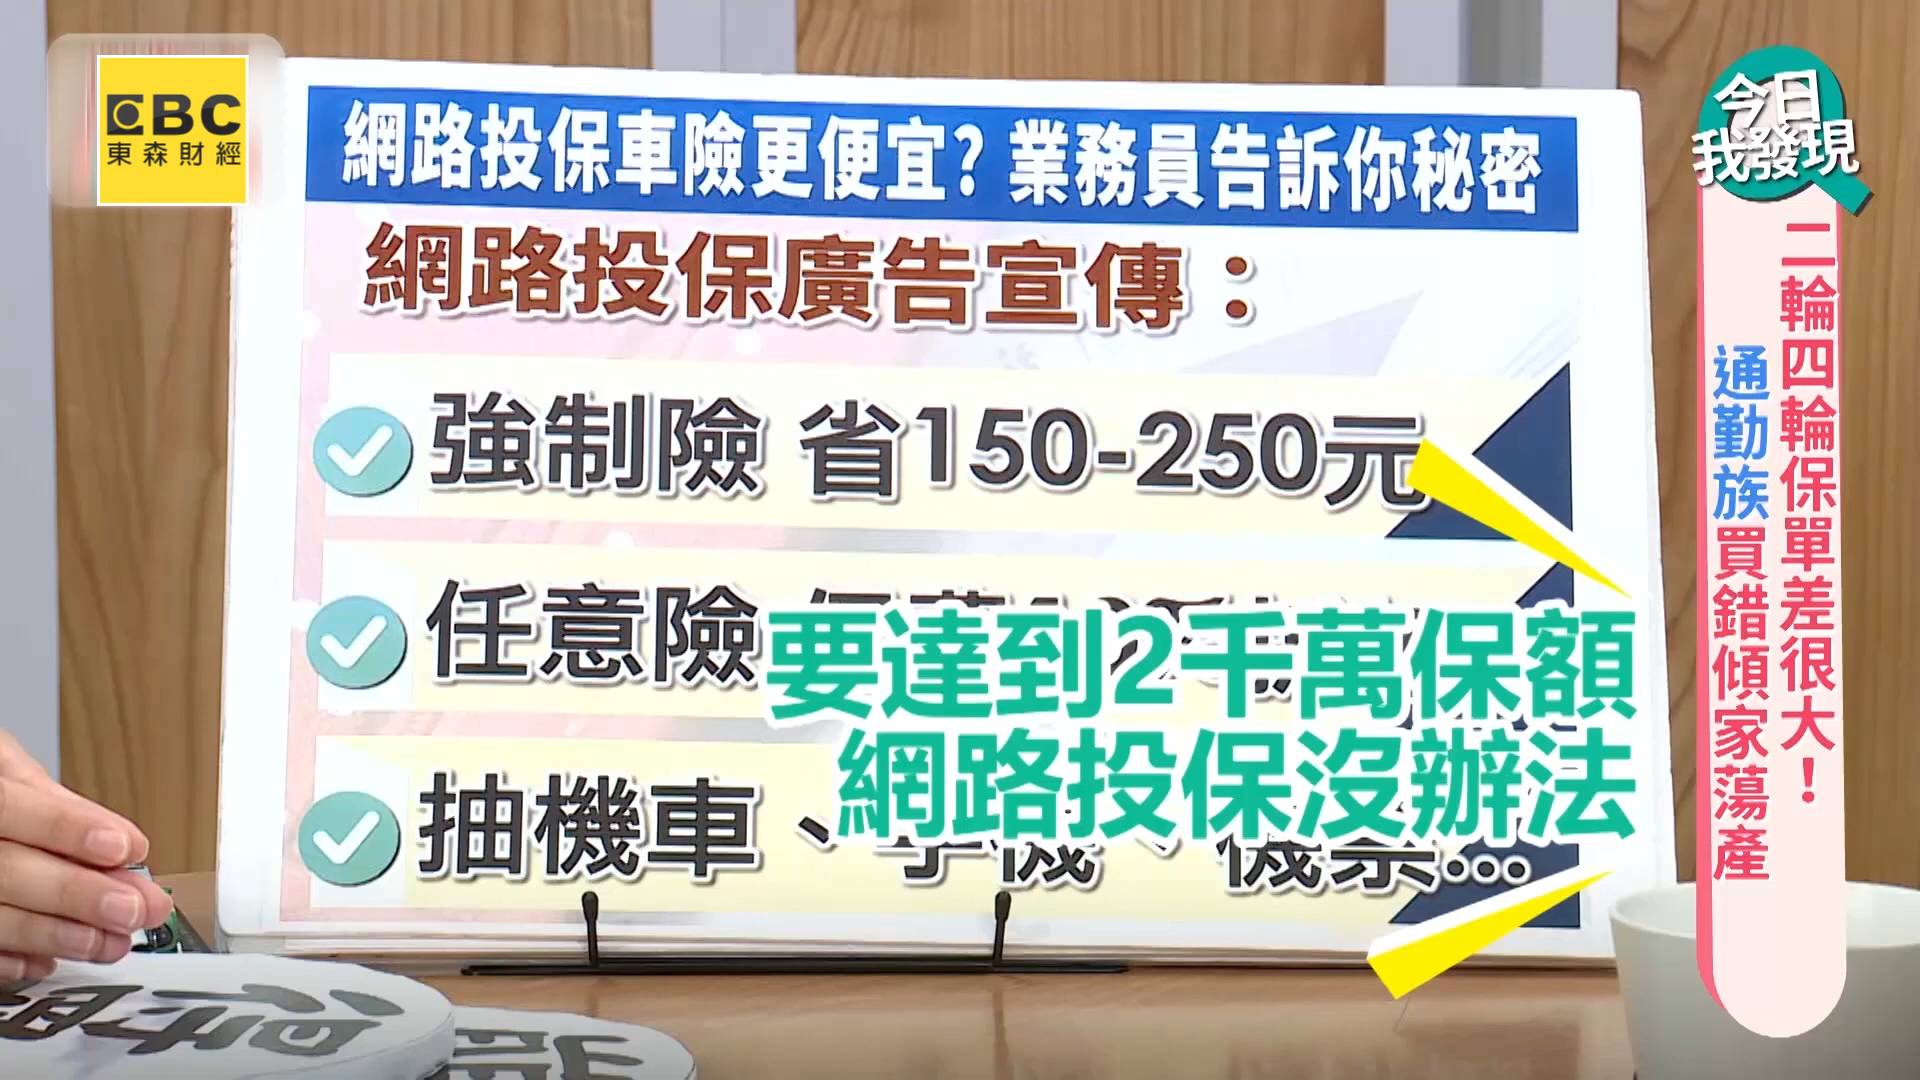 EBC
東森財經
網路投保車險更便宜? 業務員告訴你秘密
網路投保廣告宣傳：
強制險 省150-250元
任意險
抽機車、手機、機票...
要達到2千萬保額
網路投保沒辦法
今日
我發現
二輪四輪保單差很大！
通勤族買錯傾家蕩產